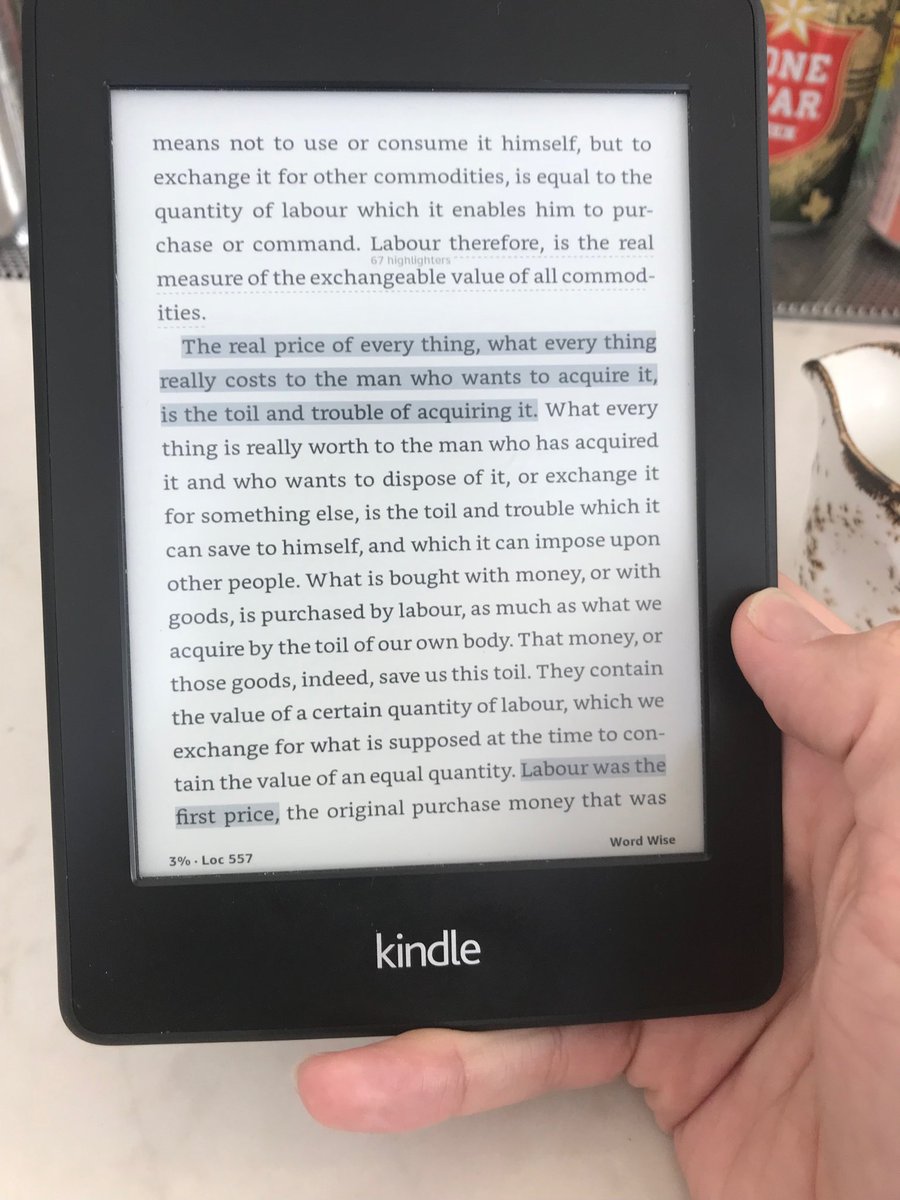 means not to use or consume it himself, but to
exchange it for other commodities, is equal to the
quantity of labour which it enables him to pur-
chase or command. Labour therefore, is the real
67 highlighters
measure of the exchangeable value of all commod-
ities.
The real price of every thing, what every thing
really costs to the man who wants to acquire it,
is the toil and trouble of acquiring it. What every
thing is really worth to the man who has acquired
it and who wants to dispose of it, or exchange it
for something else, is the toil and trouble which it
can save to himself, and which it can impose upon
other people. What is bought with money, or with
goods, is purchased by labour, as much as what we
acquire by the toil of our own body. That money, or
those goods, indeed, save us this toil. They contain
the value of a certain quantity of labour, which we
exchange for what is supposed at the time to con-
tain the value of an equal quantity. Labour was the
first price, the original purchase money that was
3% · Loc 557
Word Wise
kindle